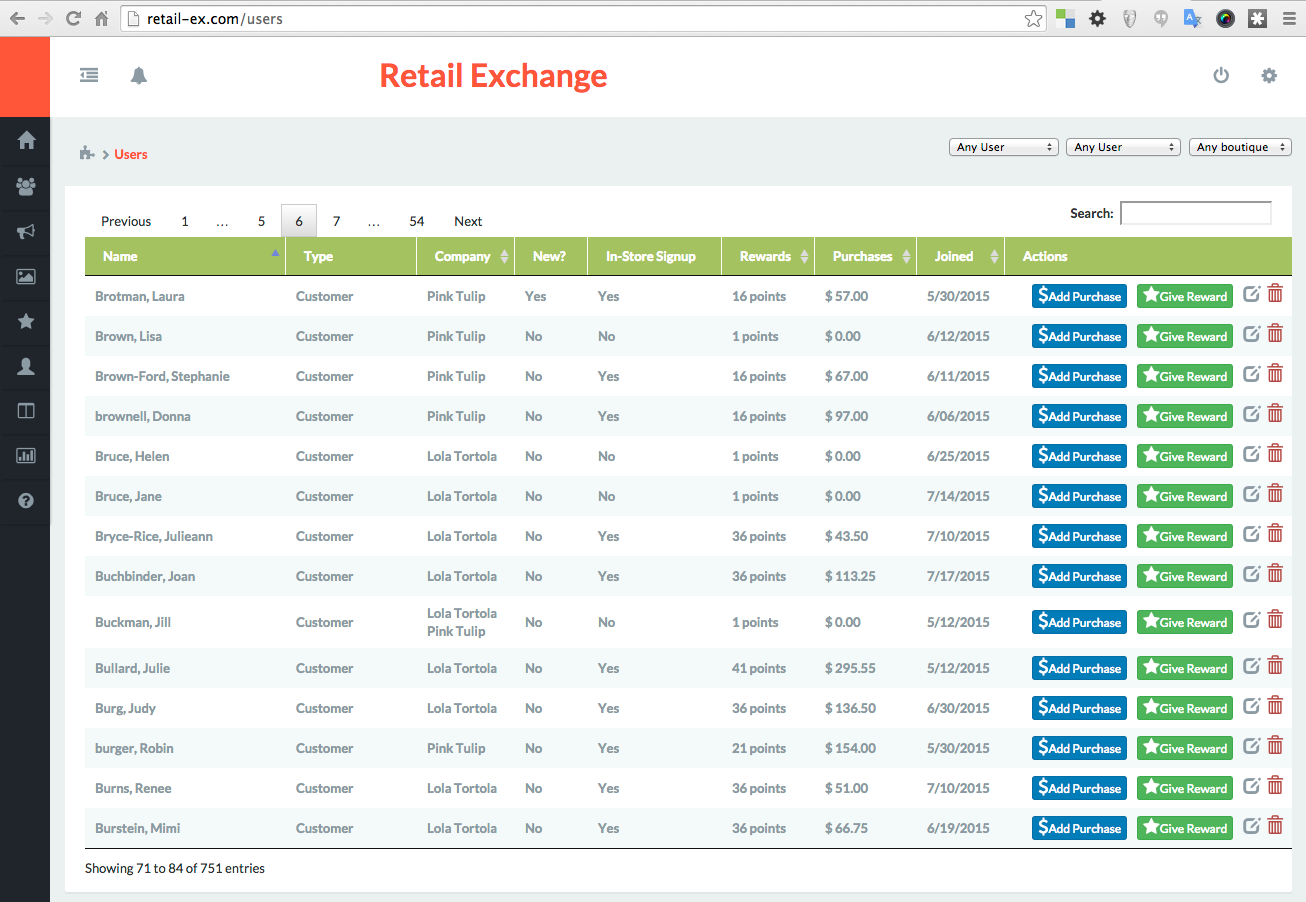 retail-ex.com/users
Retail Exchange
Users
Any User Any User Any boutique
Previous 1 ... 5 6 7 ... 54 Next
Search:
Name Type Company New? In-Store Signup Rewards Purchases Joined Actions
Brotman, Laura Customer Pink Tulip Yes Yes 16 points $ 57.00 5/30/2015 $Add Purchase Give Reward
Brown, Lisa Customer Pink Tulip No No 1 points $ 0.00 6/12/2015 $Add Purchase Give Reward
Brown-Ford, Stephanie Customer Pink Tulip No Yes 16 points $ 67.00 6/11/2015 $Add Purchase Give Reward
brownell, Donna Customer Pink Tulip No Yes 16 points $ 97.00 6/06/2015 $Add Purchase Give Reward
Bruce, Helen Customer Lola Tortola No No 1 points $ 0.00 6/25/2015 $Add Purchase Give Reward
Bruce, Jane Customer Lola Tortola No No 1 points $ 0.00 7/14/2015 $Add Purchase Give Reward
Bryce-Rice, Julieann Customer Lola Tortola No Yes 36 points $ 43.50 7/10/2015 $Add Purchase Give Reward
Buchbinder, Joan Customer Lola Tortola No Yes 36 points $ 113.25 7/17/2015 $Add Purchase Give Reward
Lola Tortola
Buckman, Jill Customer Pink Tulip No No 1 points $ 0.00 5/12/2015 $Add Purchase Give Reward
Bullard, Julie Customer Lola Tortola No Yes 41 points $ 295.55 5/12/2015 $Add Purchase Give Reward
Burg, Judy Customer Lola Tortola No Yes 36 points $ 136.50 6/30/2015 $Add Purchase Give Reward
burger, Robin Customer Pink Tulip No Yes 21 points $ 154.00 5/30/2015 $Add Purchase Give Reward
Burns, Renee Customer Lola Tortola No Yes 36 points $ 51.00 7/10/2015 $Add Purchase Give Reward
Burstein, Mimi Customer Lola Tortola No Yes 36 points $ 66.75 6/19/2015 $Add Purchase Give Reward
Showing 71 to 84 of 751 entries